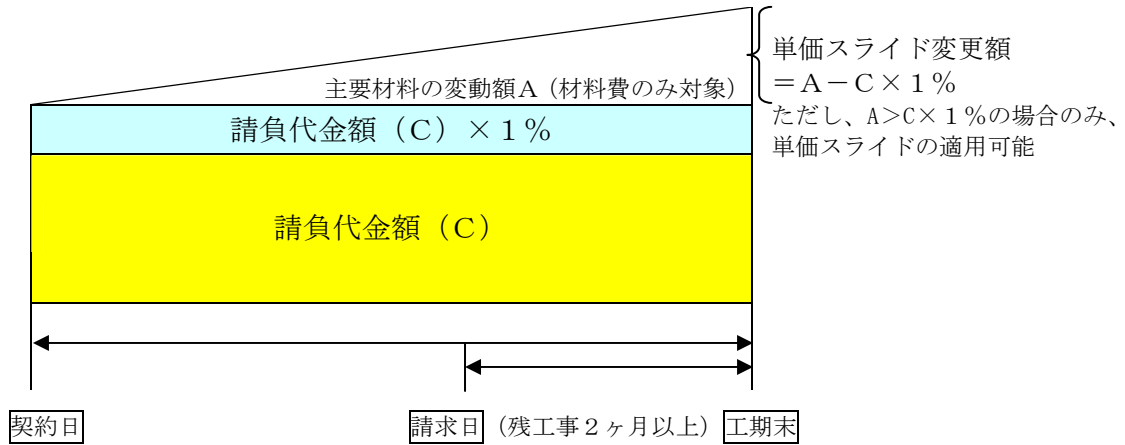 単価スライド変更額
＝Ａ－Ｃ×１％
ただし、A＞C×１％の場合のみ、
単価スライドの適用可能
主要材料の変動額Ａ（材料費のみ対象）
請負代金額（Ｃ）×１％
請負代金額（Ｃ）
契約日
請求日（残工事２ヶ月以上）工期末